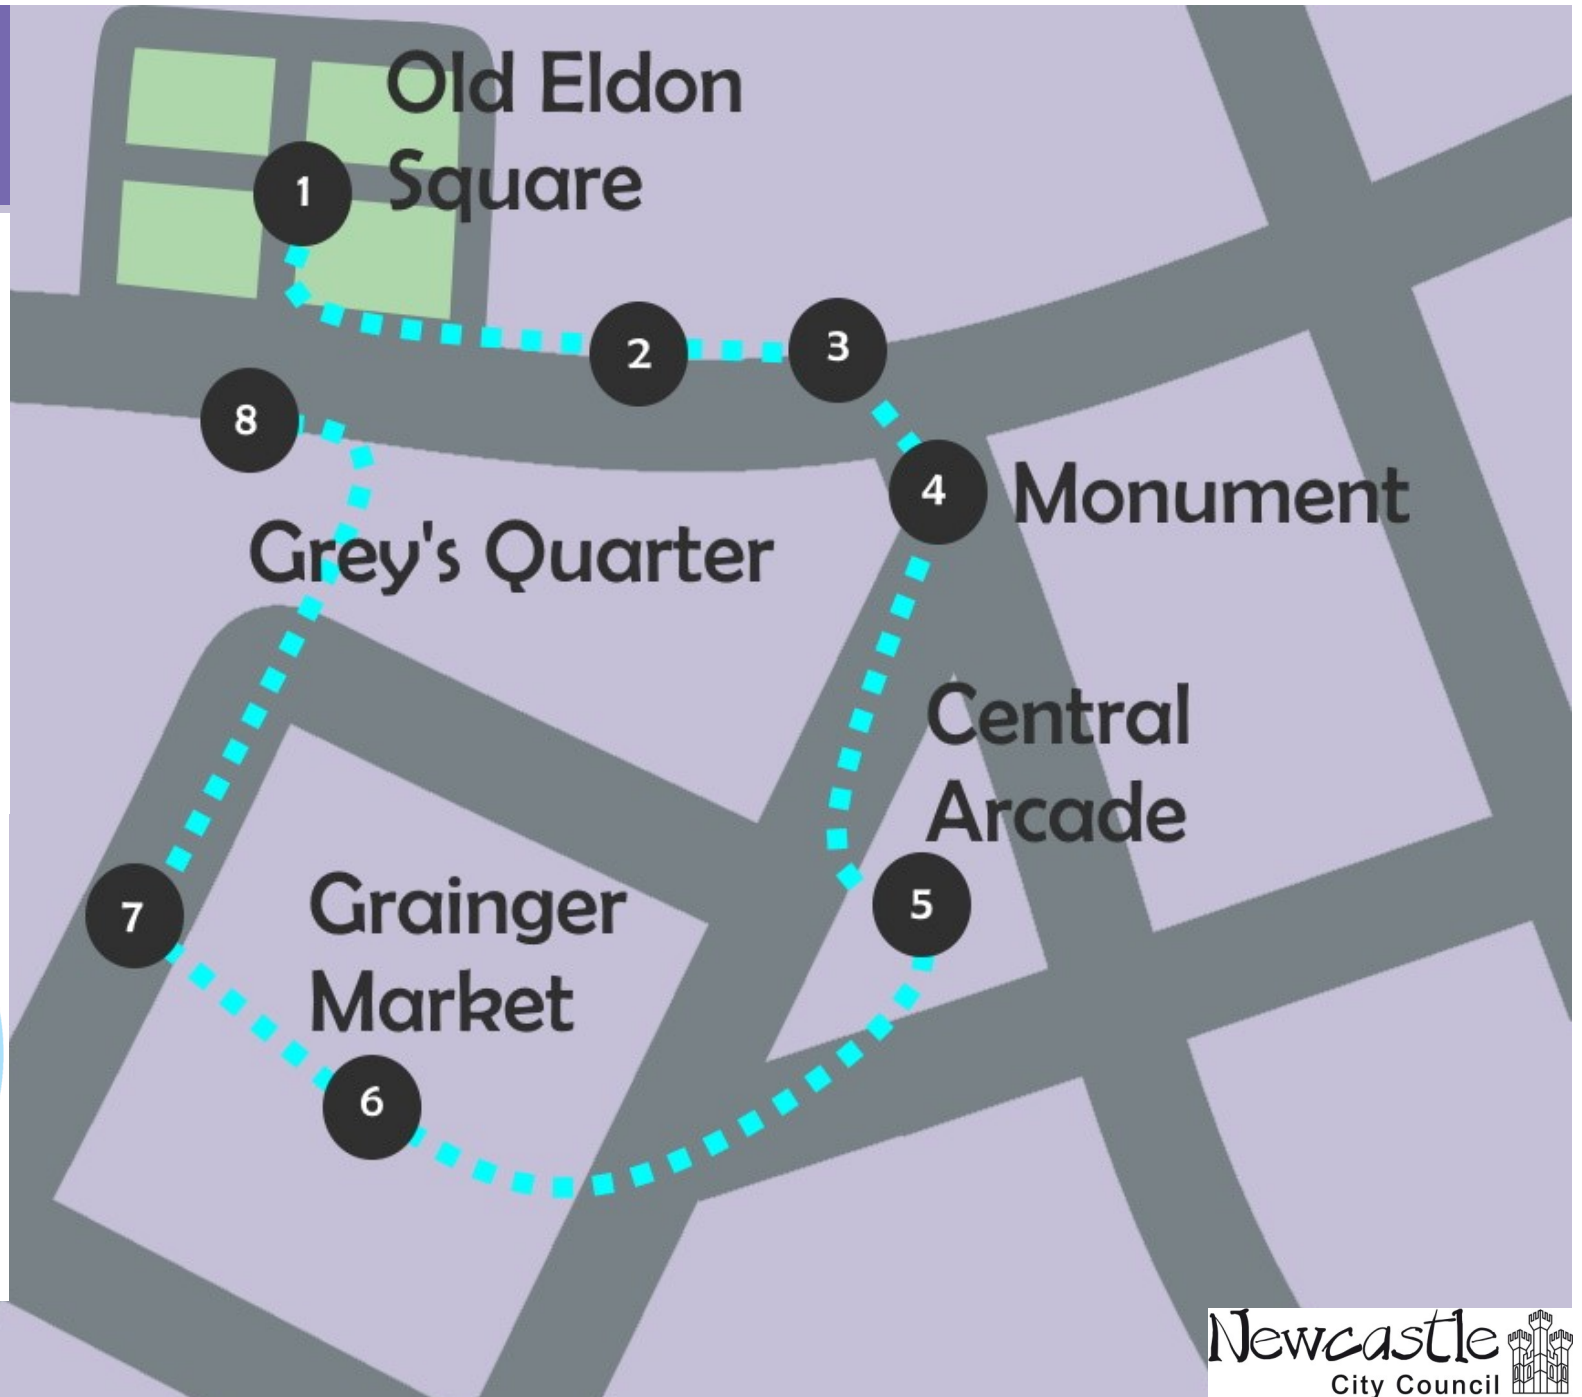 Old Eldon
Square
1
2
3
8
4
Monument
Grey's Quarter
Central
Arcade
5
Grainger
Market
7
6
Newcastle
City Council